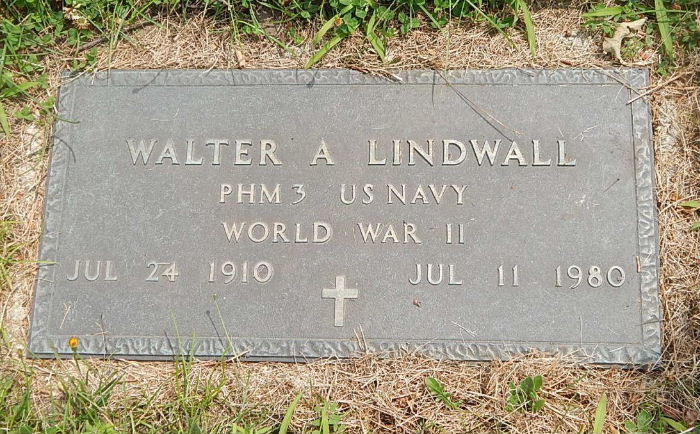 WALTER A LINDWALL
PHM 3 US NAVY
WORLD WAR II
JUL 24 1910 JUL 11 1980